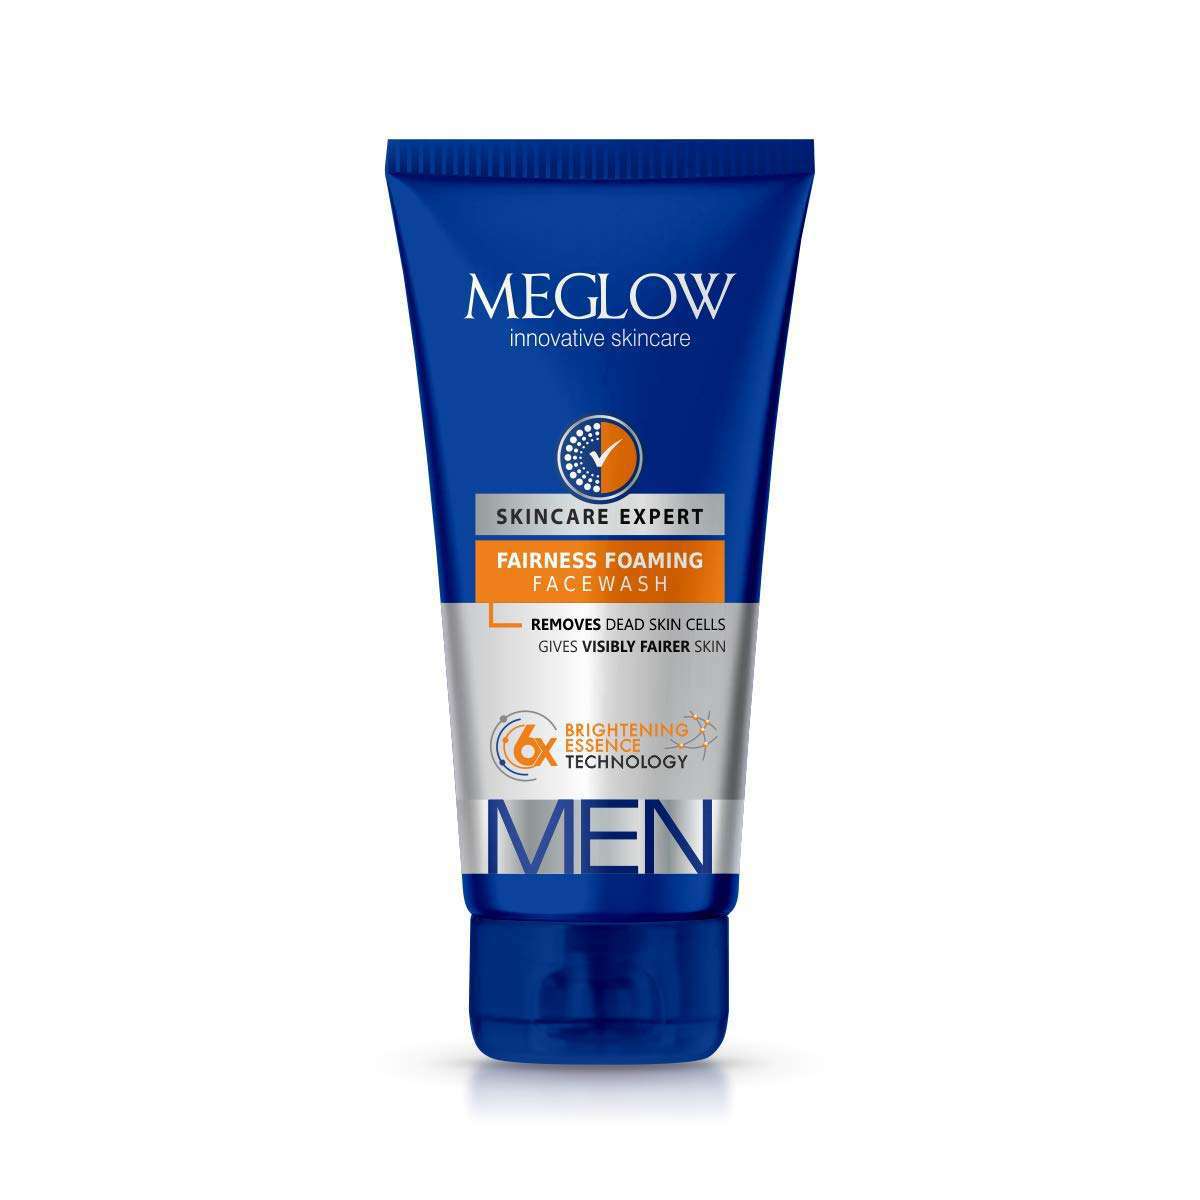 MEGLOW
innovative skincare
SKINCARE EXPERT
FAIRNESS FOAMING
FACEWASH
REMOVES DEAD SKIN CELLS
GIVES VISIBLY FAIRER SKIN
6x
BRIGHTENING
ESSENCE
TECHNOLOGY
MEN